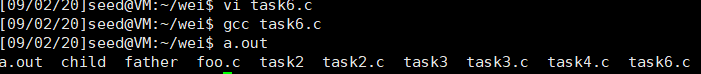 [09/02/20]seed@VM:~/wei$ vi task6.c
[09/02/20]seed@VM:~/wei$ gcc task6.c
[09/02/20]seed@VM:~/wei$ a.out
a.out child father foo.c task2 task2.c task3 task3.c task4.c task6.c